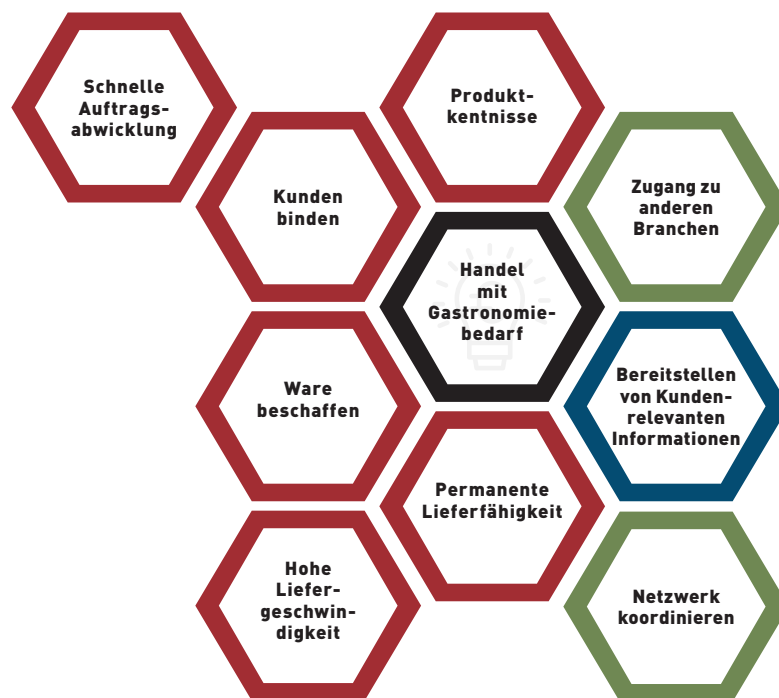 Schnelle
Auftrags-
abwicklung
Produkt-
kentnisse
Kunden
binden
Zugang zu
anderen
Branchen
Handel
mit
Gastronomie-
bedarf
Ware
beschaffen
Bereitstellen
von Kunden-
relevanten
Informationen
Permanente
Lieferfähigkeit
Hohe
Liefer-
geschwin-
digkeit
Netzwerk
koordinieren